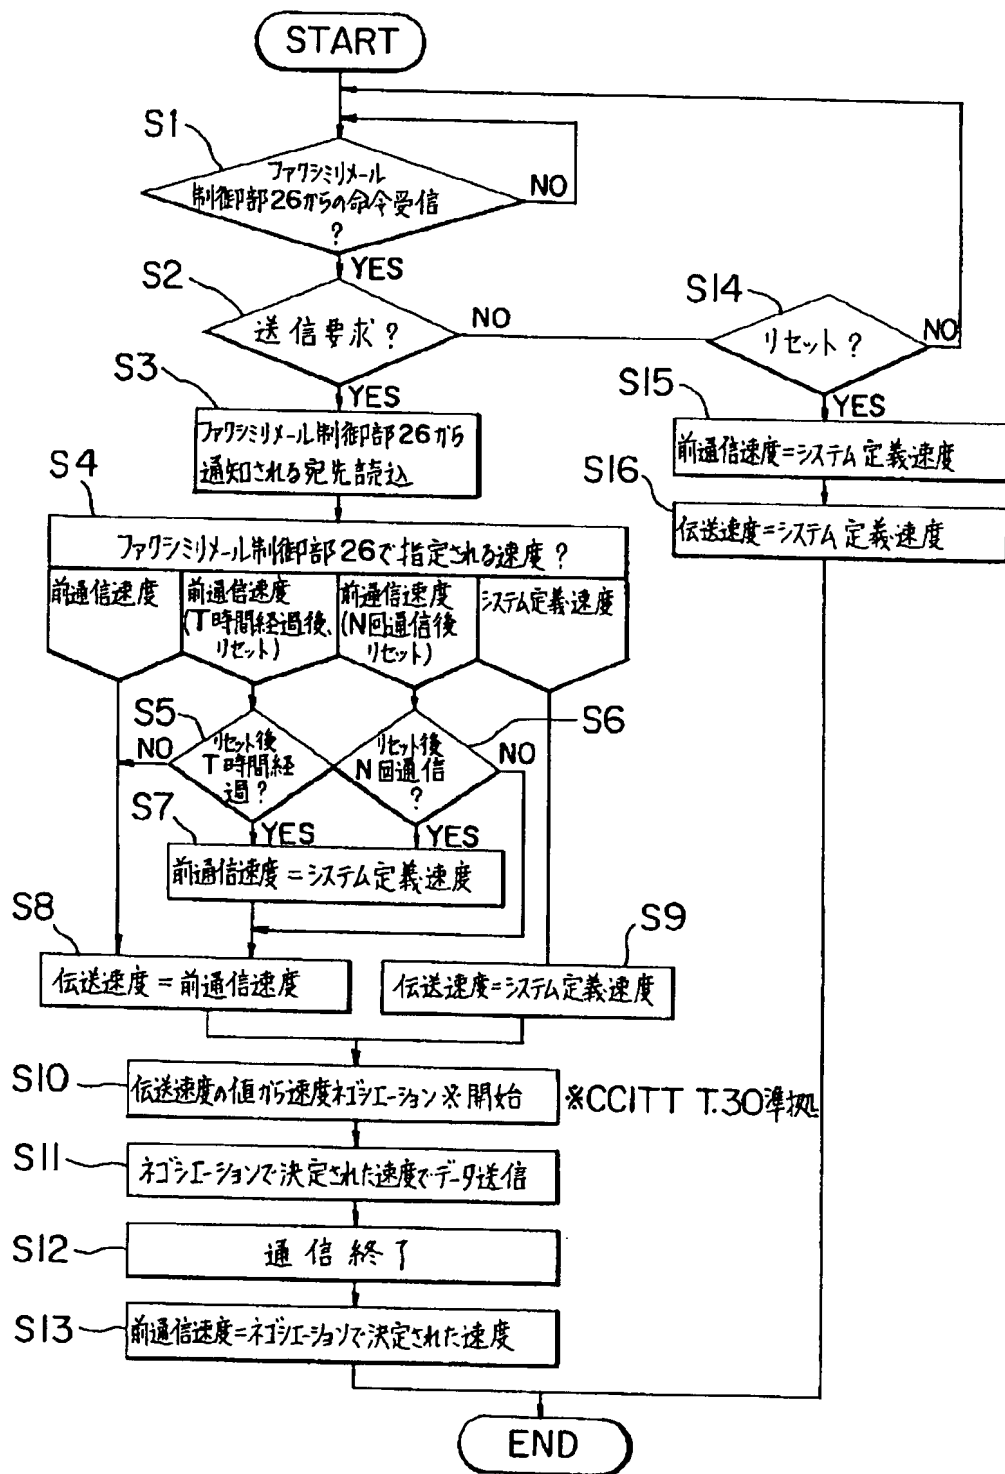 START
S1
ファクシミリメール
制御部26からの命令受信
?
NO
YES
S2
送信要求?
NO
S14
リセット?
NO
YES
S3
YES
ファクシミリメール制御部26から
通知される宛先読込
S15
前通信速度=システム定義速度
S16
伝送速度=システム定義速度
S4
ファクシミリメール制御部26で指定される速度?
前通信速度
前通信速度
(T時間経過後、
リセット)
前通信速度
(N回通信後
リセット)
システム定義速度
S5
NO
リセット後
T時間経
過?
YES
S6
リセット後
N回通信
?
NO
YES
S7
前通信速度=システム定義速度
S8
伝送速度=前通信速度
S9
伝送速度=システム定義速度
S10
伝送速度の値から速度ネゴシエーション※開始
※CCITT T.30準拠
S11
ネゴシエーションで決定された速度でデータ送信
S12
通信終了
S13
前通信速度=ネゴシエーションで決定された速度
END